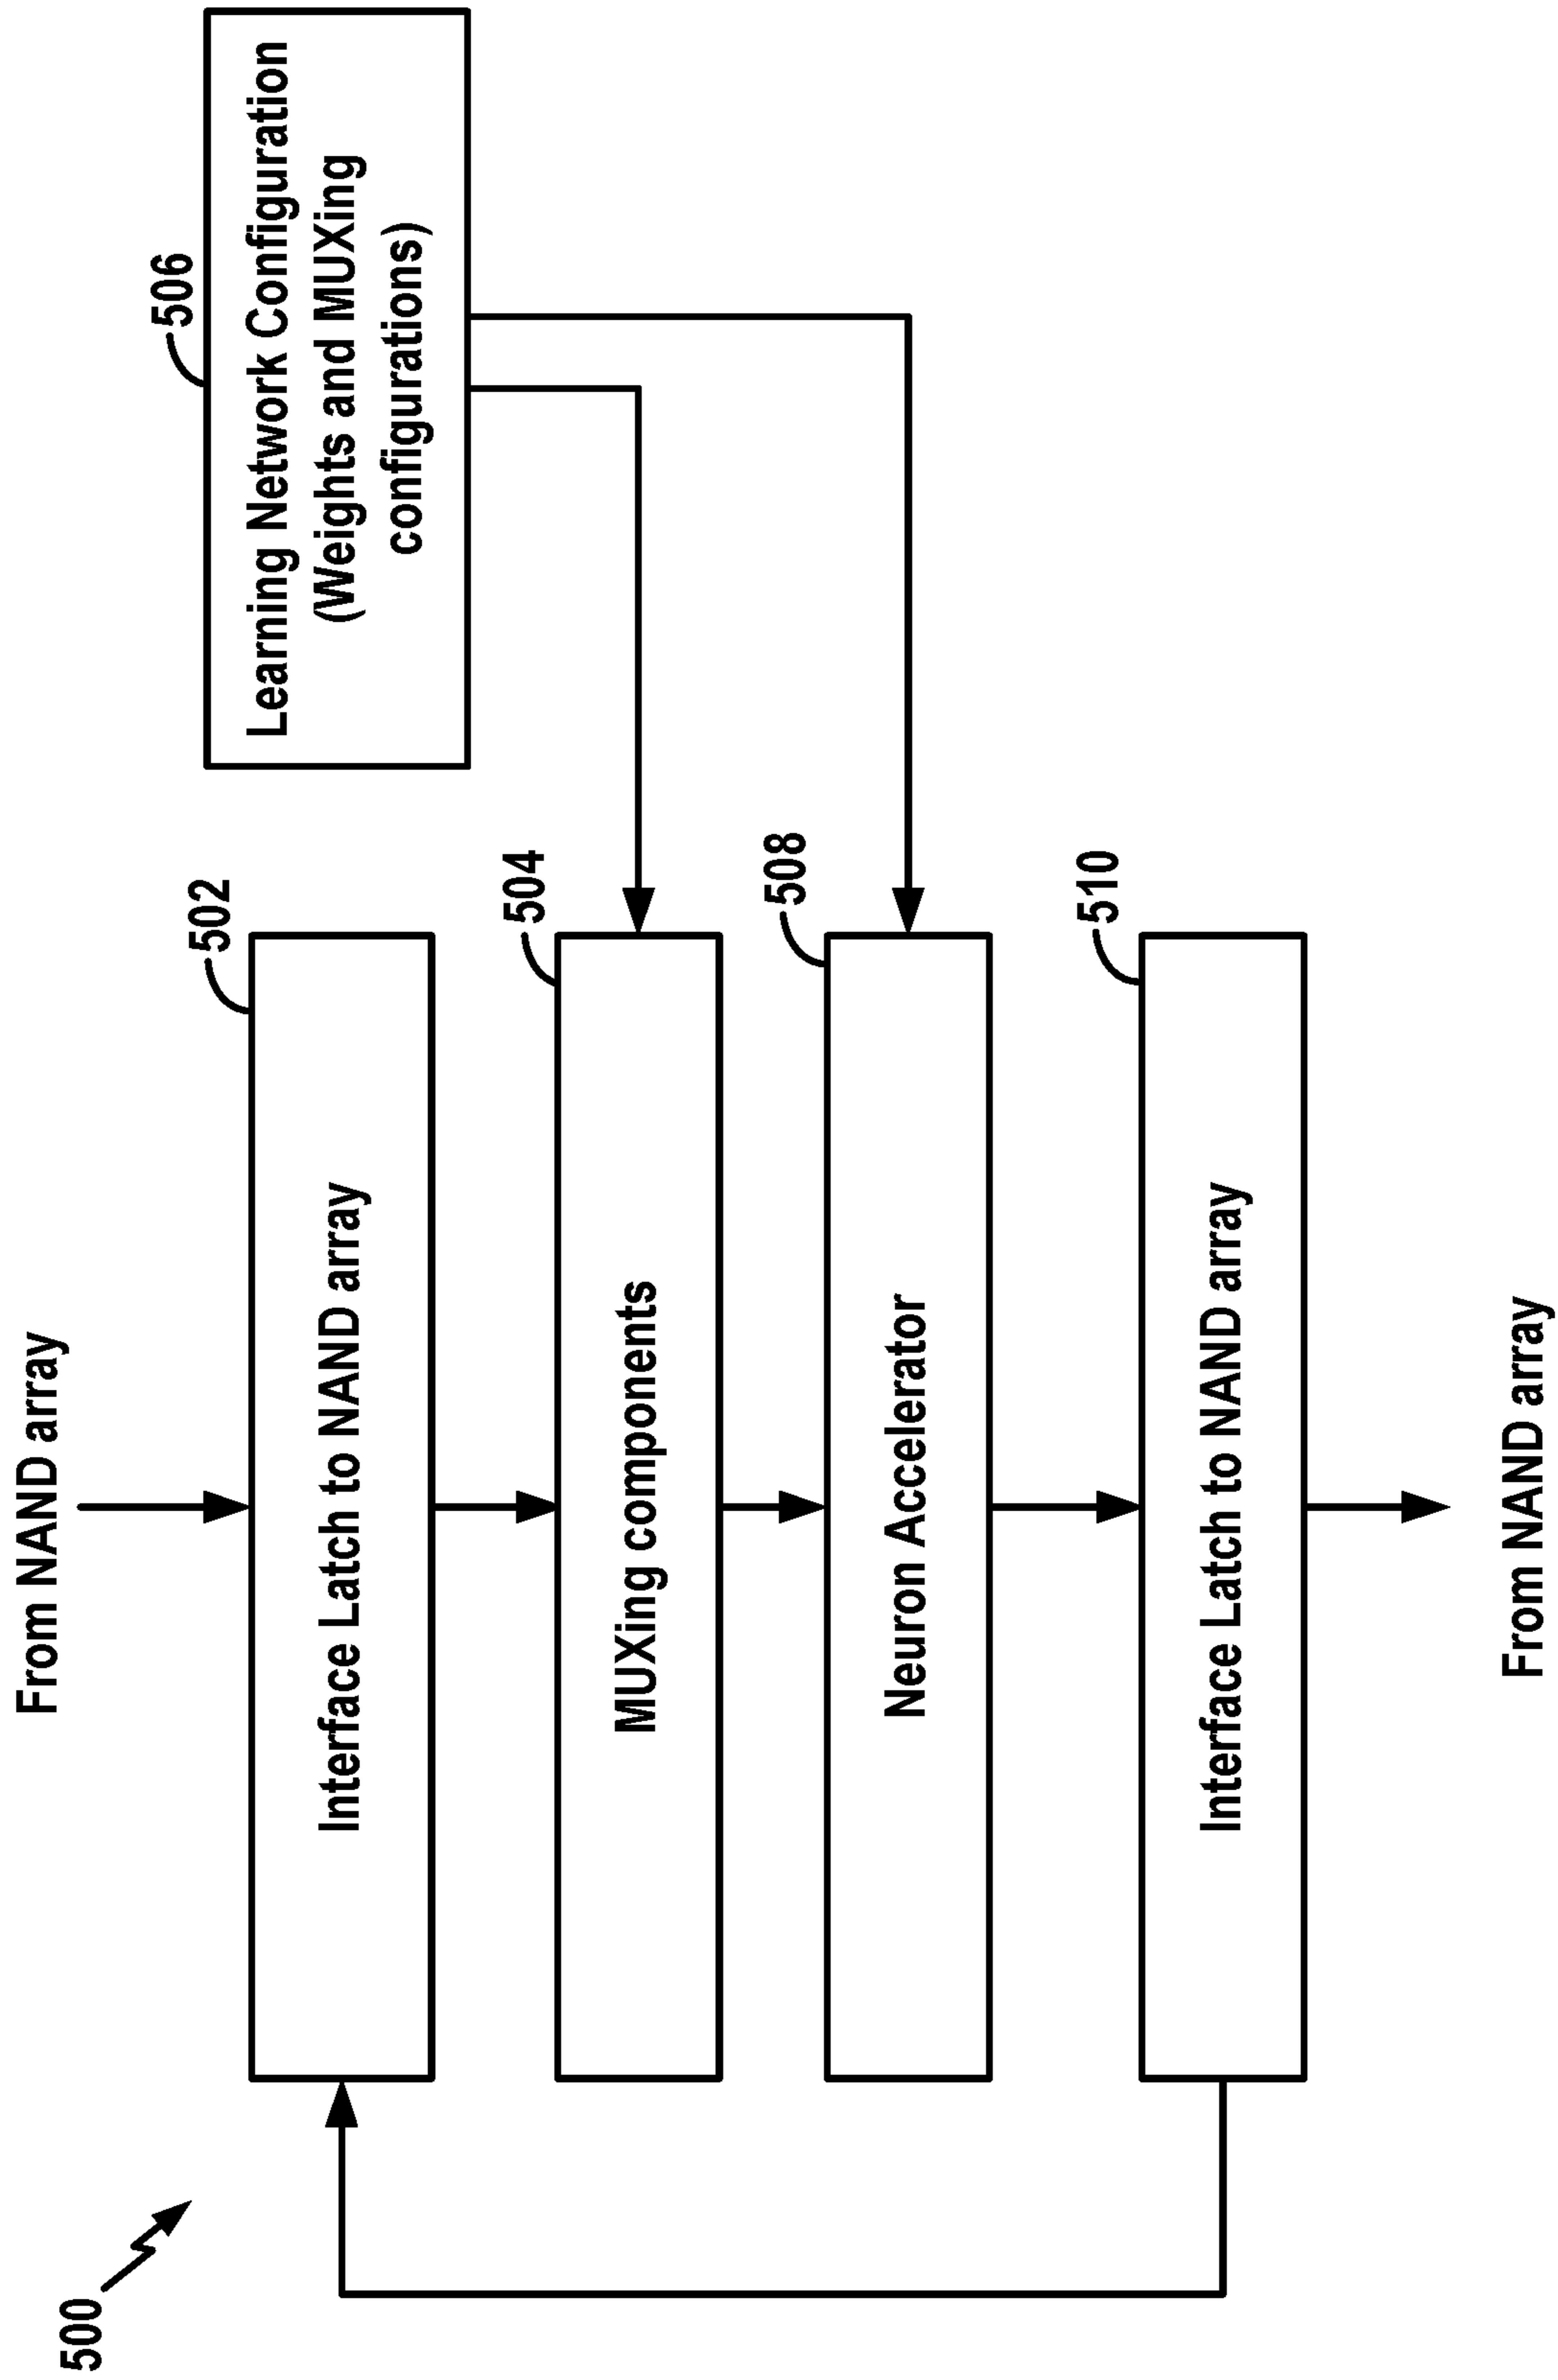 500
From NAND array
502
Interface Latch to NAND array
506
Learning Network Configuration
(Weights and MUXing
configurations)
504
MUXing components
508
Neuron Accelerator
510
Interface Latch to NAND array
From NAND array